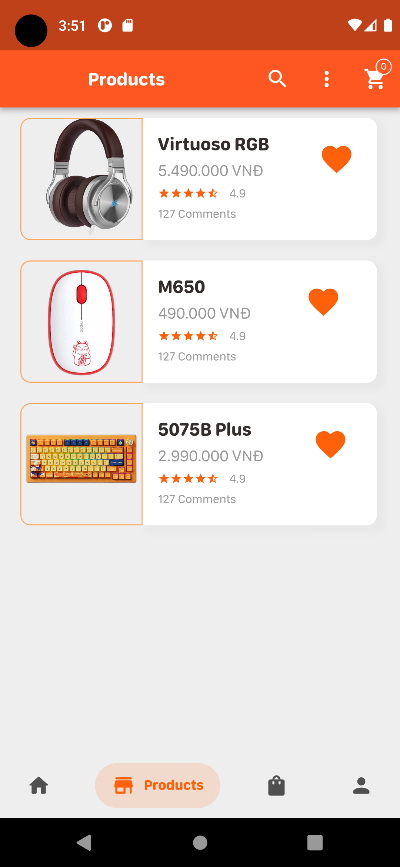 3:51
Products
0
Virtuoso RGB
5.490.000 VNĐ
4.9
127 Comments
M650
490.000 VNĐ
4.9
127 Comments
5075B Plus
2.990.000 VNĐ
4.9
127 Comments
Products